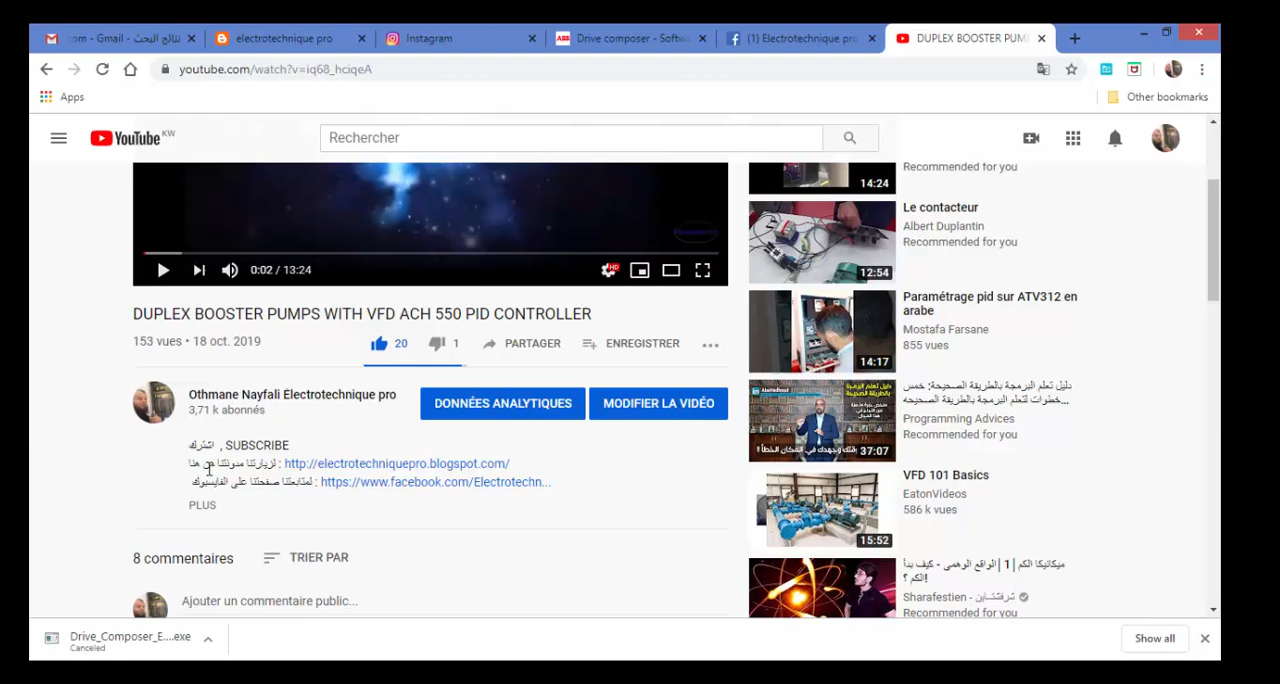 .com - Gmail - نتائج البحث
electrotechnique pro
Instagram
Drive composer - Softw
(1) Electrotechnique pro
DUPLEX BOOSTER PUM
youtube.com/watch?v=iq68_hciqeA
Apps
Other bookmarks
YouTube KW
Rechercher
0:02 / 13:24
HD
DUPLEX BOOSTER PUMPS WITH VFD ACH 550 PID CONTROLLER
153 vues • 18 oct. 2019
20
1
PARTAGER
ENREGISTRER
Othmane Nayfali Électrotechnique pro
3,71 k abonnés
DONNÉES ANALYTIQUES
MODIFIER LA VIDÉO
اشترك , SUBSCRIBE
لزيارتنا مدونتنا من هنا : http://electrotechniquepro.blogspot.com/
لمتابعتنا صفحتنا على الفايسبوك : https://www.facebook.com/Electrotechn...
PLUS
8 commentaires
TRIER PAR
Ajouter un commentaire public...
14:24
Recommended for you
Le contacteur
Albert Duplantin
Recommended for you
12:54
Paramétrage pid sur ATV312 en
arabe
Mostafa Farsane
855 vues
14:17
دليل تعلم البرمجة بالطريقة الصحيحة: خمس
خطوات لتعلم البرمجة بالطريقة الصحيحه...
Programming Advices
Recommended for you
37:07
VFD 101 Basics
EatonVideos
586 k vues
15:52
ميكانيكا الكم |1| الواقع الوهمى - كيف بدأ
الكم ؟!
Sharafestien - شرفشتاين
Recommended for you
Drive_Composer_E....exe
Canceled
Show all